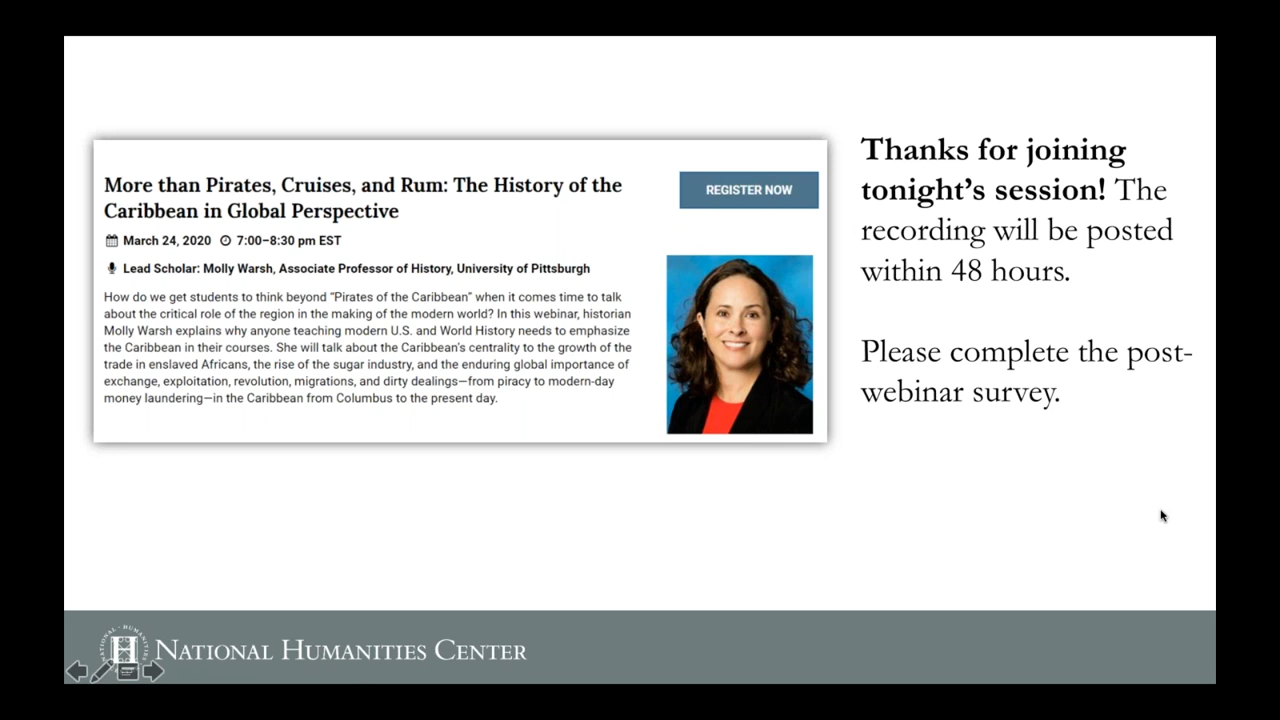 More than Pirates, Cruises, and Rum: The History of the
Caribbean in Global Perspective
REGISTER NOW
March 24, 2020 7:00–8:30 pm EST
Lead Scholar: Molly Warsh, Associate Professor of History, University of Pittsburgh
How do we get students to think beyond "Pirates of the Caribbean" when it comes time to talk
about the critical role of the region in the making of the modern world? In this webinar, historian
Molly Warsh explains why anyone teaching modern U.S. and World History needs to emphasize
the Caribbean in their courses. She will talk about the Caribbean's centrality to the growth of the
trade in enslaved Africans, the rise of the sugar industry, and the enduring global importance of
exchange, exploitation, revolution, migrations, and dirty dealings—from piracy to modern-day
money laundering—in the Caribbean from Columbus to the present day.
Thanks for joining
tonight's session! The
recording will be posted
within 48 hours.
Please complete the post-
webinar survey.
NATIONAL HUMANITIES CENTER